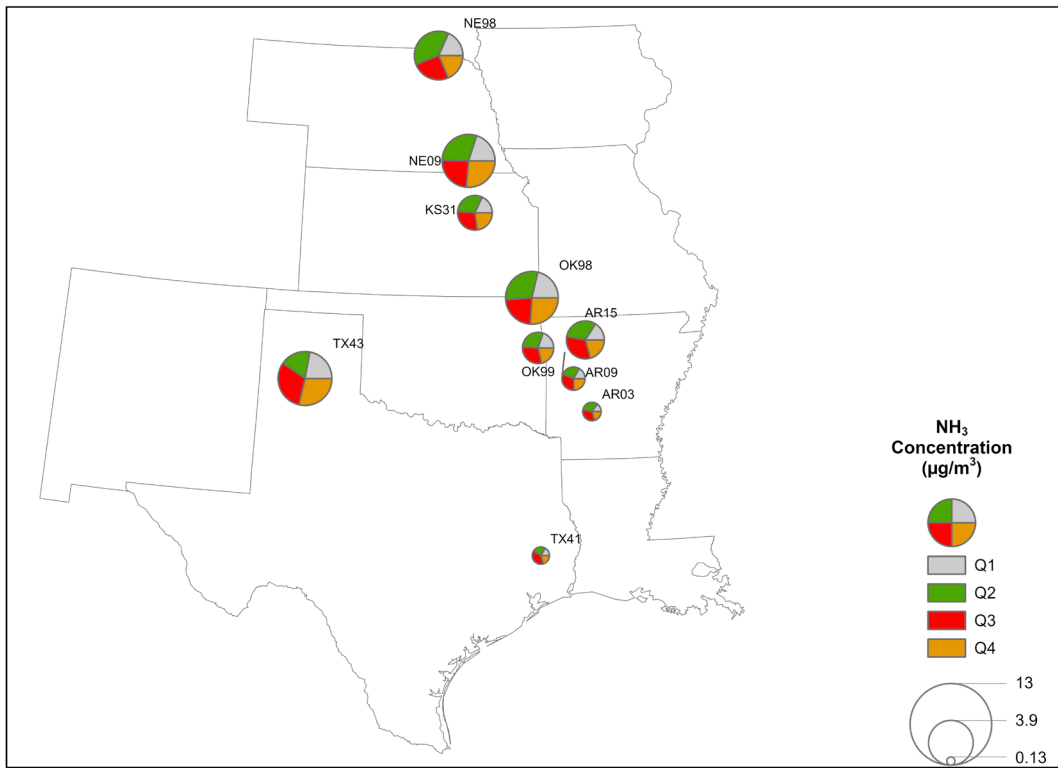 NE98
NE09
KS31
OK98
AR15
TX43
OK99
AR09
AR03
TX41
NH₃
Concentration
(µg/m³)
Q1
Q2
Q3
Q4
13
3.9
0.13